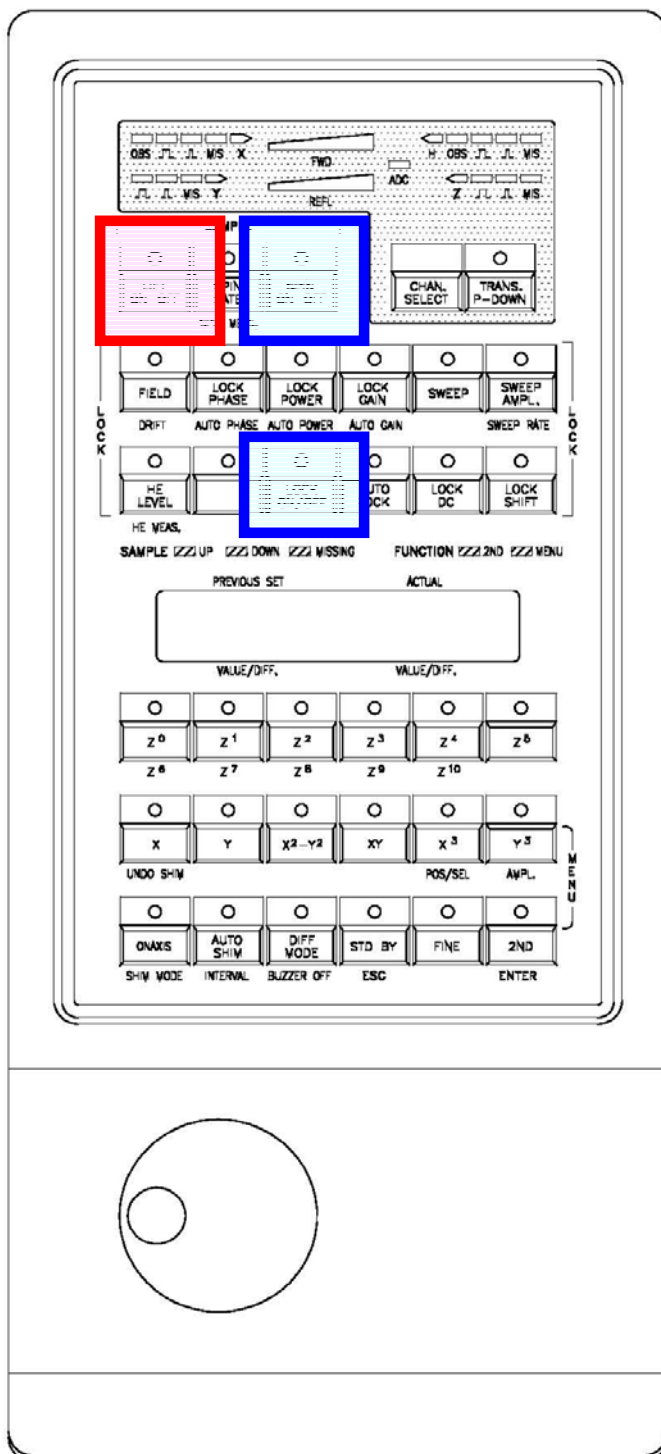 OBS MIS X FWD H OBS MIS
MIS Y REFL ADC Z MIS
CHAN. SELECT TRANS. P-DOWN
LOCK
FIELD LOCK PHASE LOCK POWER LOCK GAIN SWEEP SWEEP AMPL.
LOCK
DRIFT AUTO PHASE AUTO POWER AUTO GAIN SWEEP RATE
HE LEVEL LOCK DC LOCK SHIFT
HE MEAS.
SAMPLE UP DOWN MISSING FUNCTION 2ND MENU
PREVIOUS SET ACTUAL
VALUE/DIFF. VALUE/DIFF.
Z⁰ Z¹ Z² Z³ Z⁴ Z⁵
Z⁶ Z⁷ Z⁸ Z⁹ Z¹⁰
X Y X²-Y² XY X³ Y³
UNDO SHIM POS/SEL AMPL.
MENU
ONAXIS AUTO SHIM DIFF MODE STD BY FINE 2ND
SHIM MODE INTERVAL BUZZER OFF ESC ENTER